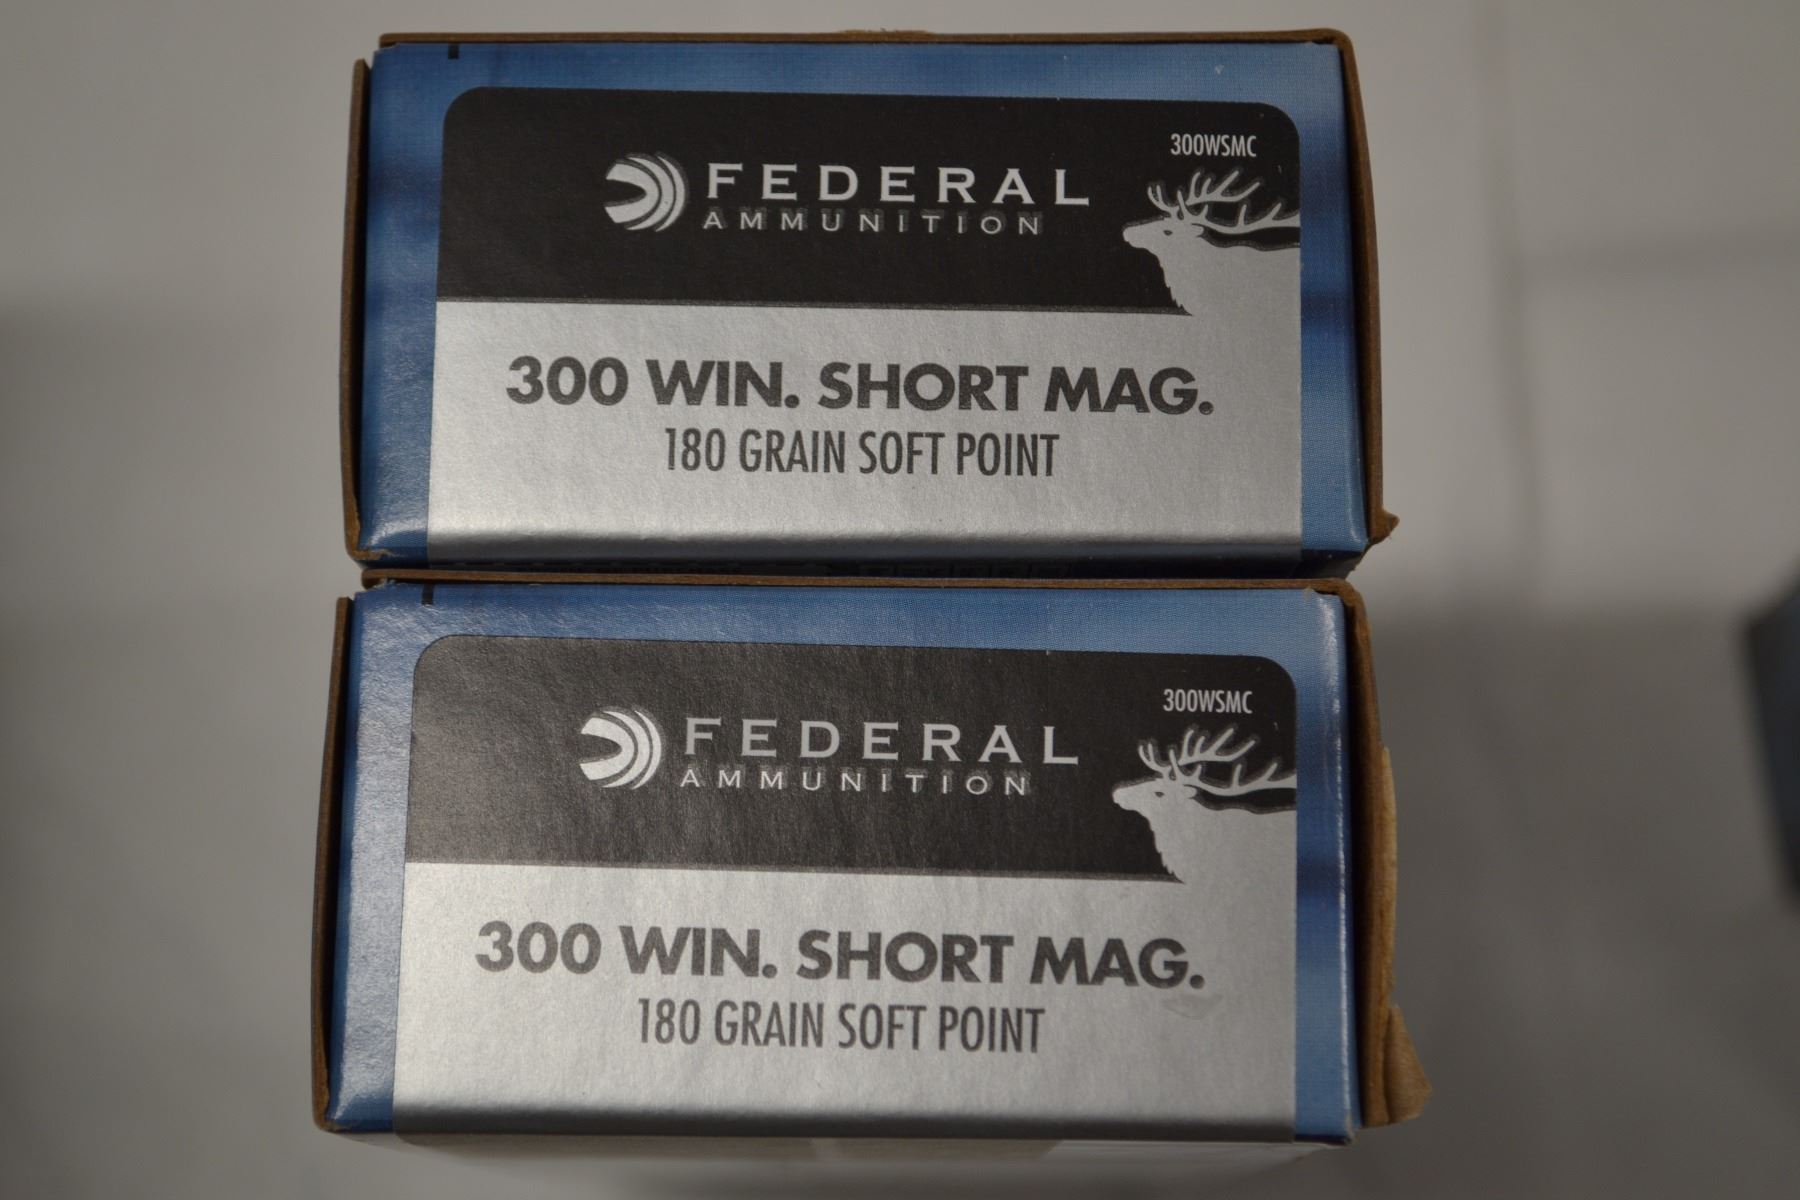 300WSMC
FEDERAL
AMMUNITION
300 WIN. SHORT MAG.
180 GRAIN SOFT POINT
300WSMC
FEDERAL
AMMUNITION
300 WIN. SHORT MAG.
180 GRAIN SOFT POINT